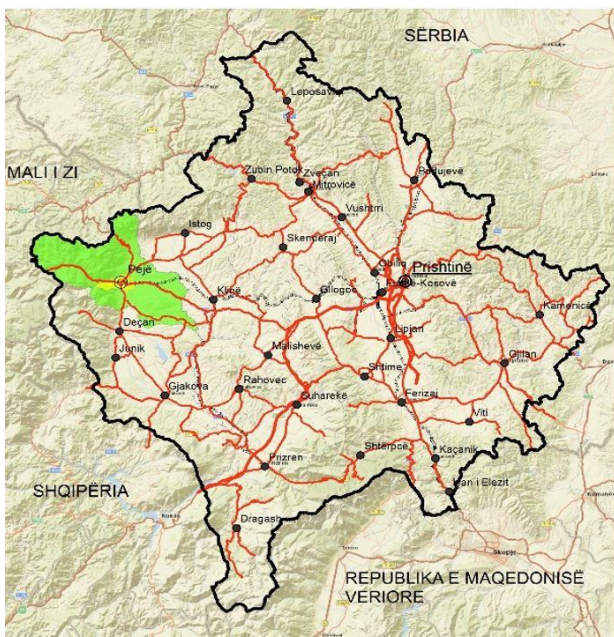 SËRBIA
Leposaviq
MALI I ZI
Zubin Potok
Zveçan
Mitrovicë
Podujevë
Vushtrri
Istog
Skenderaj
Pejë
Obiliq
Prishtinë
Fushë-Kosovë
Klinë
Gllogoc
Kamenicë
Deçan
Lipjan
Junik
Malishevë
Gjilan
Shtime
Gjakova
Rahovec
Suharekë
Ferizaj
Viti
Shtërpcë
Kaçanik
Prizren
Han i Elezit
SHQIPËRIA
Dragash
Skopje
REPUBLIKA E MAQEDONISË
VERIORE